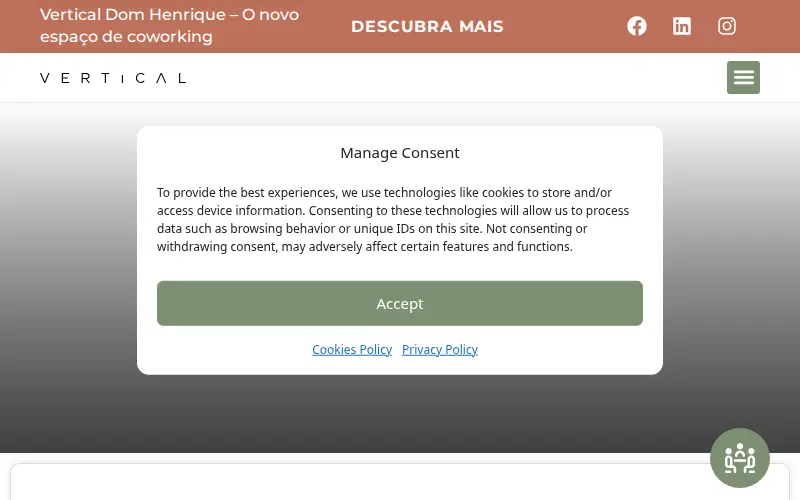 Vertical Dom Henrique – O novo
espaço de coworking
DESCUBRA MAIS
VERTICAL
Manage Consent
To provide the best experiences, we use technologies like cookies to store and/or
access device information. Consenting to these technologies will allow us to process
data such as browsing behavior or unique IDs on this site. Not consenting or
withdrawing consent, may adversely affect certain features and functions.
Accept
Cookies Policy Privacy Policy